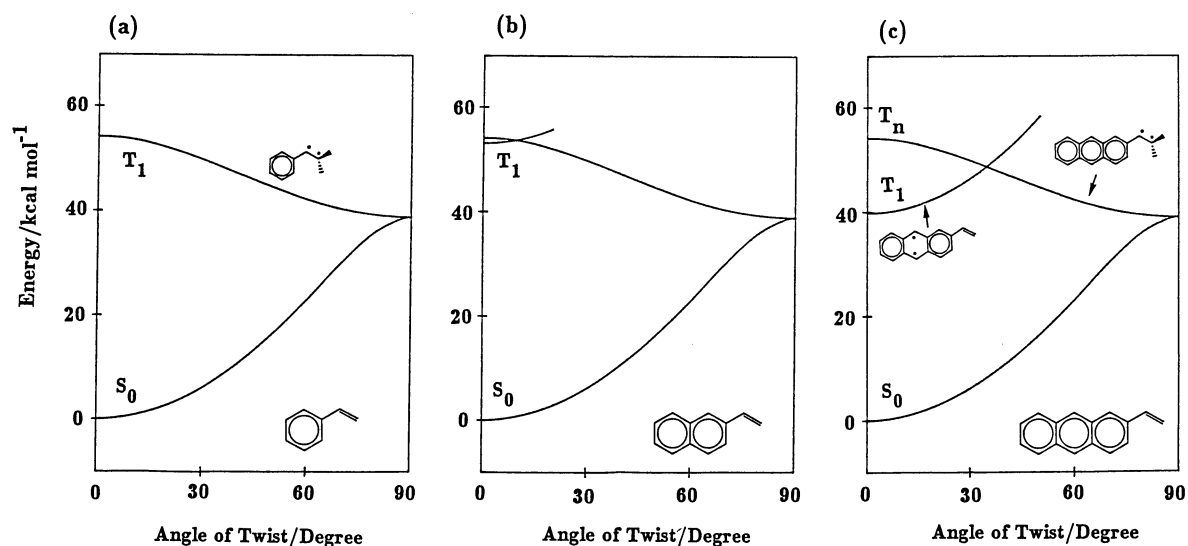 (a)
Energy/kcal mol⁻¹
60
40
20
0
T₁
S₀
0 30 60 90
Angle of Twist/Degree
(b)
60
40
20
0
T₁
S₀
0 30 60 90
Angle of Twist/Degree
(c)
60
40
20
0
Tₙ
T₁
S₀
0 30 60 90
Angle of Twist/Degree